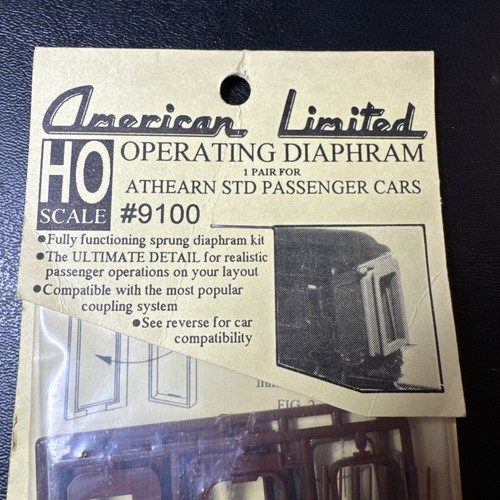 American Limited
HO
SCALE
OPERATING DIAPHRAM
1 PAIR FOR
ATHEARN STD PASSENGER CARS
#9100
•Fully functioning sprung diaphram kit
•The ULTIMATE DETAIL for realistic
passenger operations on your layout
•Compatible with the most popular
coupling system
•See reverse for car
compatibility
FIG. 2